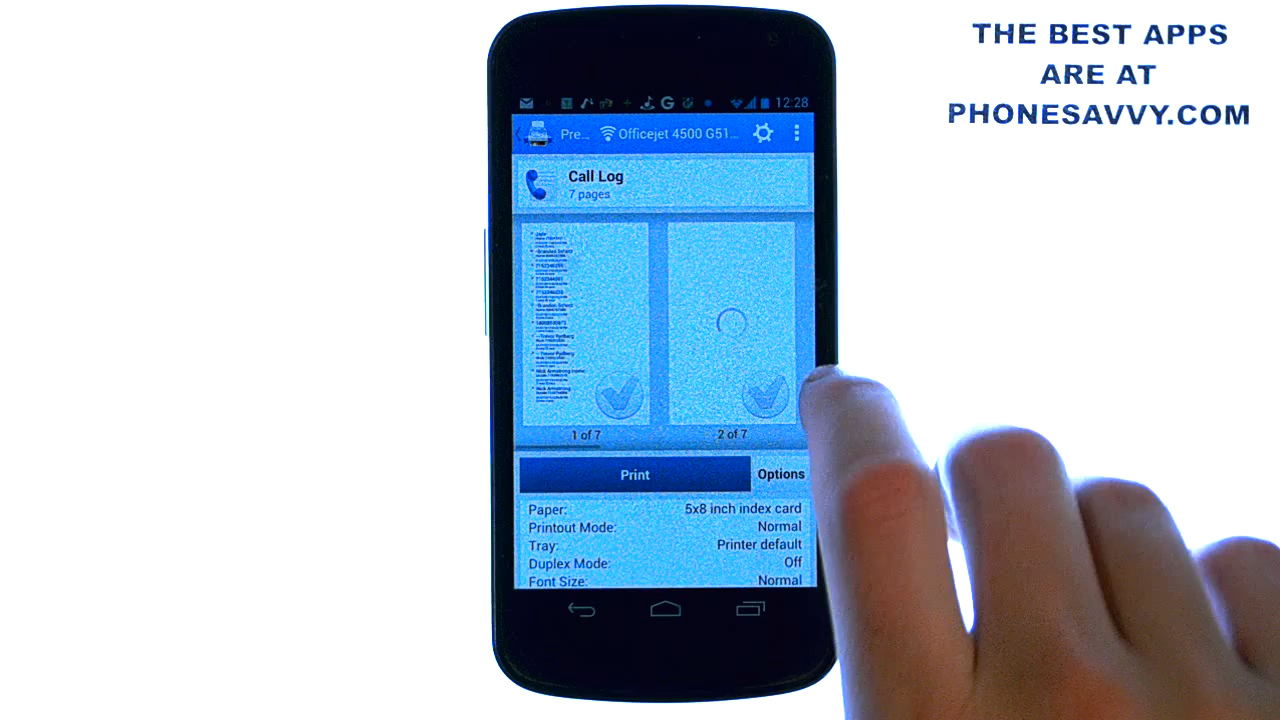 THE BEST APPS
ARE AT
PHONESAVVY.COM
12:28
Pre... Officejet 4500 G51...
Call Log
7 pages
1 of 7
2 of 7
Print
Options
Paper: 5x8 inch index card
Printout Mode: Normal
Tray: Printer default
Duplex Mode: Off
Font Size: Normal